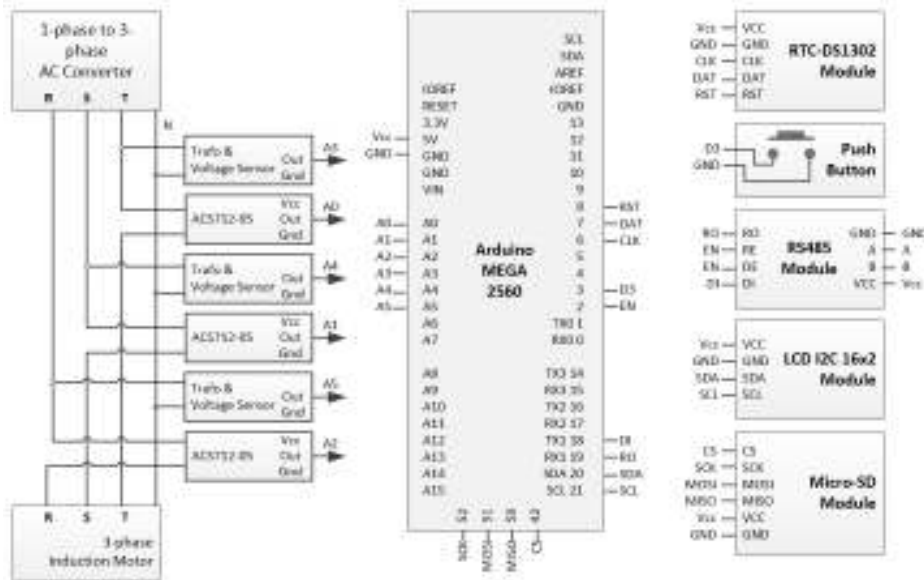 1-phase to 3-
phase
AC Converter
R S T
N
Trafo &
Voltage Sensor
Out
Gnd
A3
ACS712-05
Vcc
Out
Gnd
A0
Trafo &
Voltage Sensor
Out
Gnd
A4
ACS712-05
Vcc
Out
Gnd
A1
Trafo &
Voltage Sensor
Out
Gnd
A5
ACS712-05
Vcc
Out
Gnd
A2
R S T
3-phase
Induction Motor
Vcc
GND
A0
A1
A2
A3
A4
A5
IOREF
RESET
3.3V
5V
GND
GND
VIN
A0
A1
A2
A3
A4
A5
A6
A7
A8
A9
A10
A11
A12
A13
A14
A15
Arduino
MEGA
2560
SCL
SDA
AREF
IOREF
GND
13
12
11
10
9
8
7
6
5
4
3
2
TX0 1
RX0 0
TX3 14
RX3 15
TX2 16
RX2 17
TX1 18
RX1 19
SDA 20
SCL 21
RST
DAT
CLK
D3
EN
DI
RO
SDA
SCL
52 51 50 42
SCK MOSI MISO CS
Vcc VCC
GND GND
CLK CLK
DAT DAT
RST RST
RTC-DS1302
Module
D3
GND
Push
Button
RO RO
EN RE
EN DE
DI DI
RS485
Module
GND GND
A A
B B
VCC Vcc
Vcc VCC
GND GND
SDA SDA
SCL SCL
LCD I2C 16x2
Module
CS CS
SCK SCK
MOSI MOSI
MISO MISO
Vcc VCC
GND GND
Micro-SD
Module